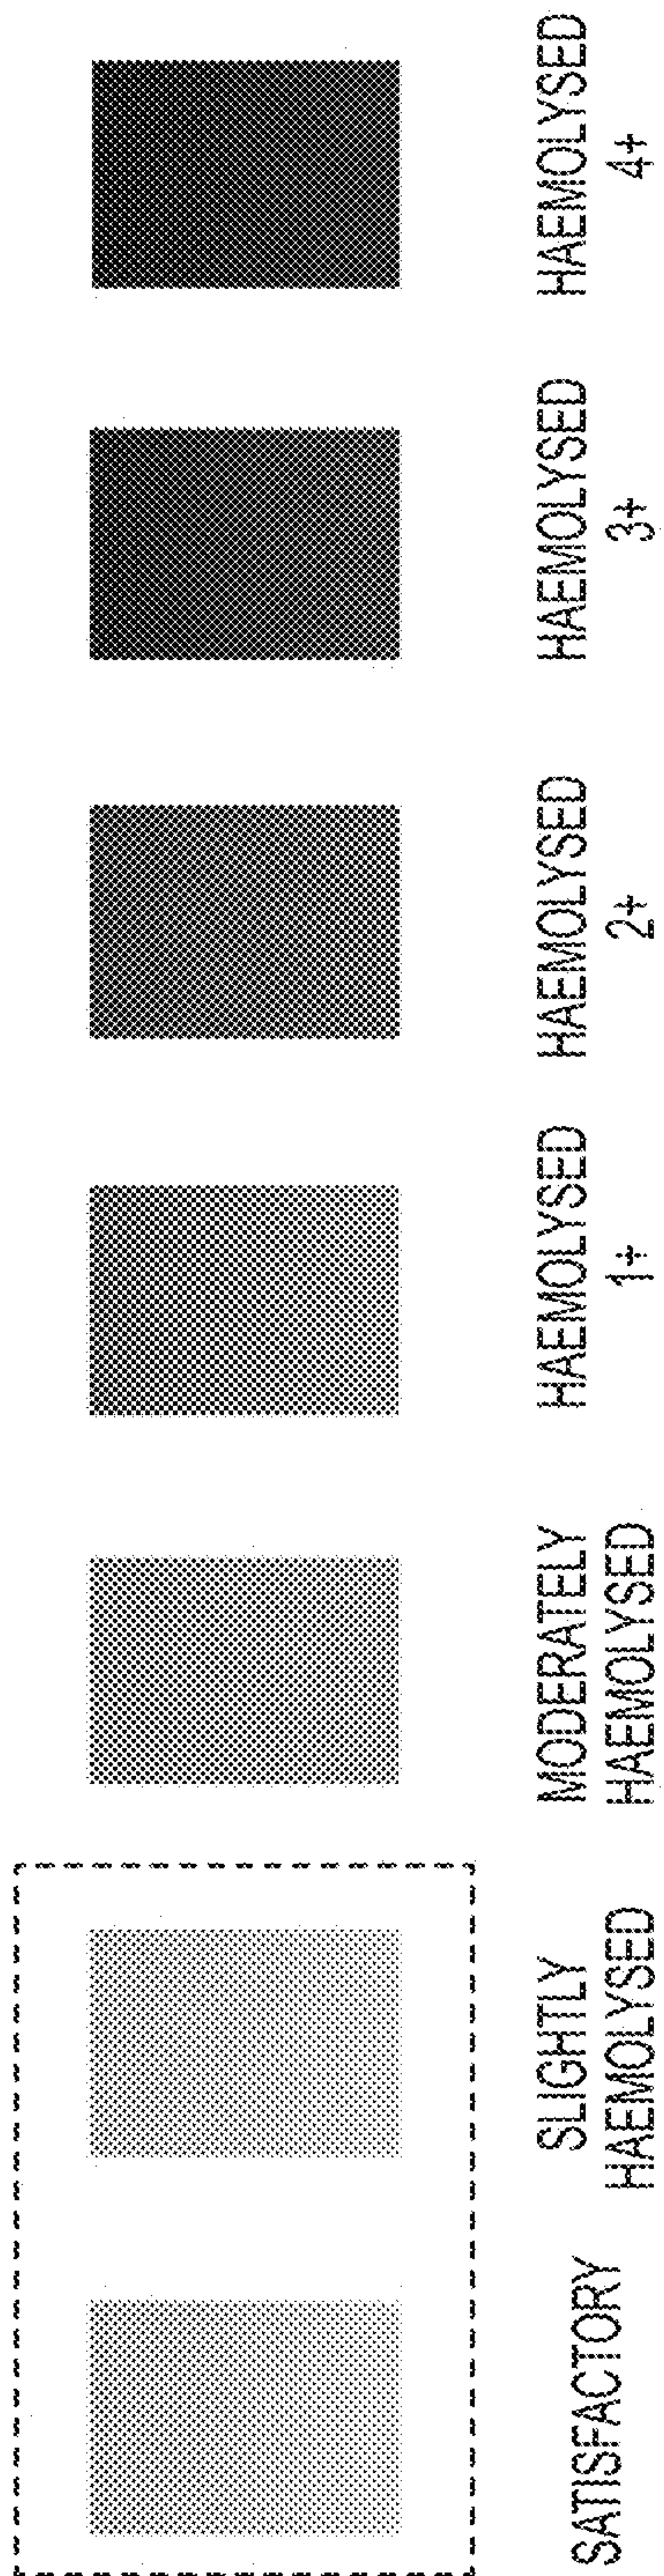 SATISFACTORY
SLIGHTLY
HAEMOLYSED
MODERATELY
HAEMOLYSED
HAEMOLYSED
1+
HAEMOLYSED
2+
HAEMOLYSED
3+
HAEMOLYSED
4+